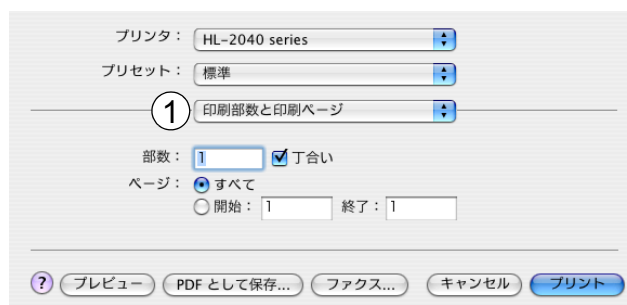 プリンタ： HL-2040 series
プリセット： 標準
1 印刷部数と印刷ページ
部数： 1 丁合い
ページ： すべて
開始： 1 終了： 1
? プレビュー PDF として保存... ファクス... キャンセル プリント